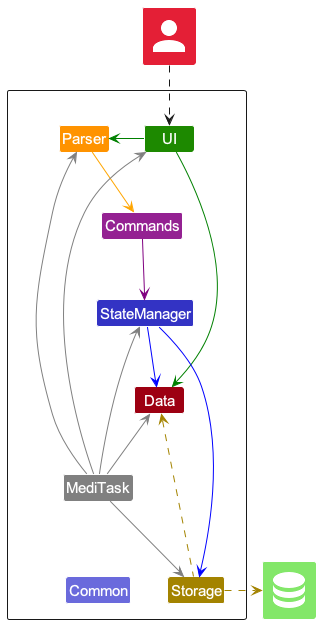 Parser
UI
Commands
StateManager
Data
MediTask
Common
Storage